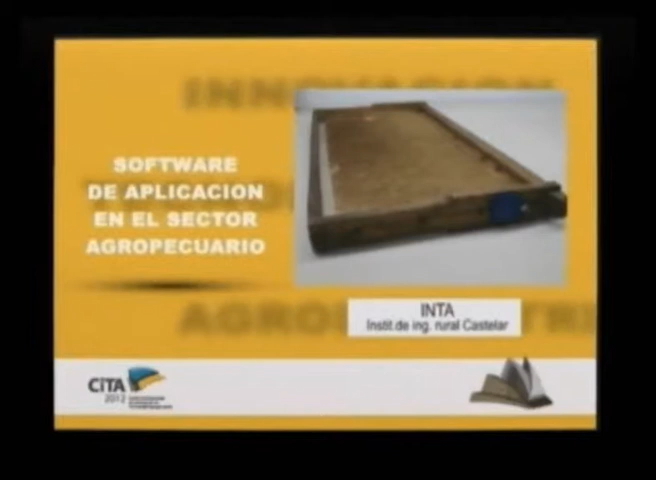 SOFTWARE
DE APLICACION
EN EL SECTOR
AGROPECUARIO
INTA
Instit.de ing. rural Castelar
CiTA
2012